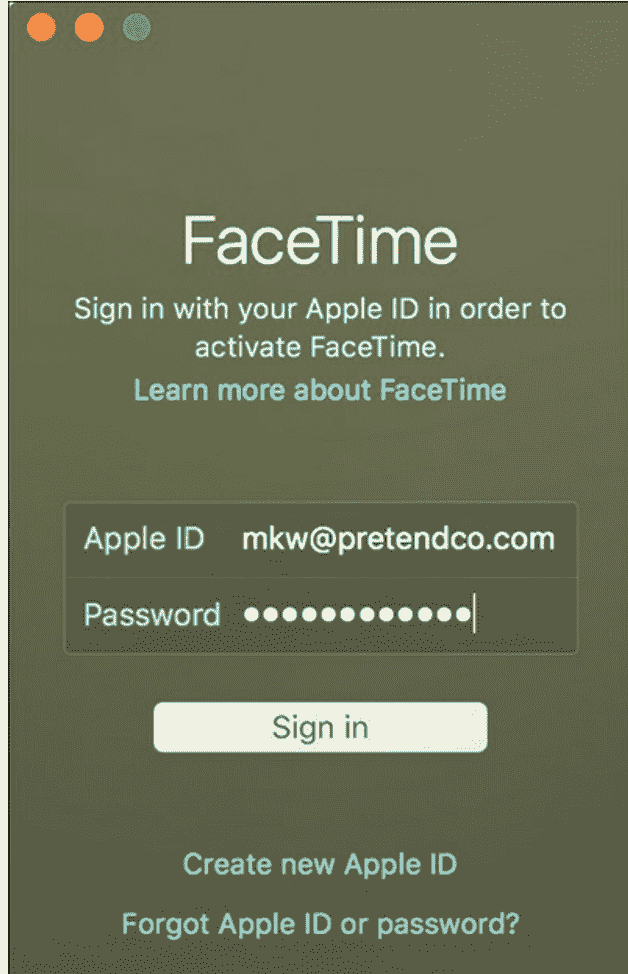 FaceTime
Sign in with your Apple ID in order to
activate FaceTime.
Learn more about FaceTime
Apple ID mkw@pretendco.com
Password ••••••••••••
Sign in
Create new Apple ID
Forgot Apple ID or password?